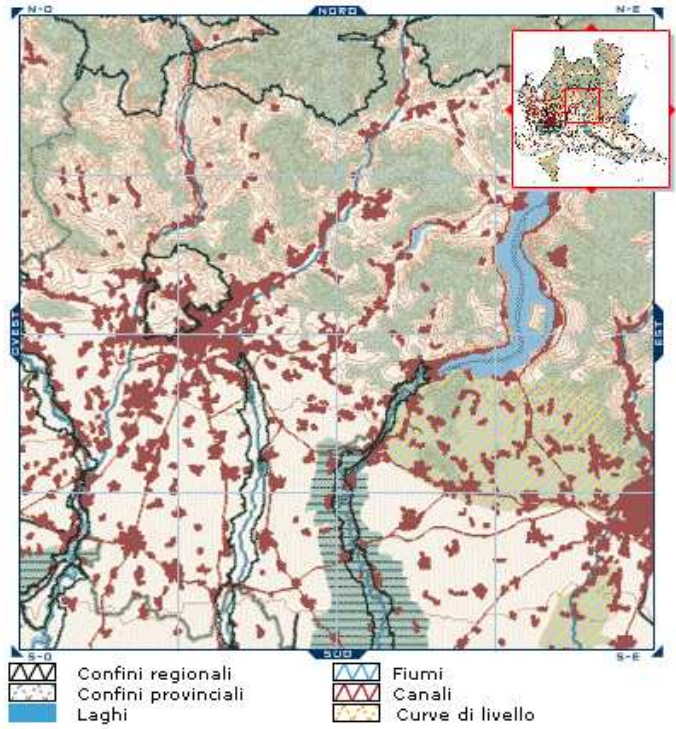 N-O NORD N-E
OVEST EST
S-O SUD S-E
Confini regionali Fiumi
Confini provinciali Canali
Laghi Curve di livello